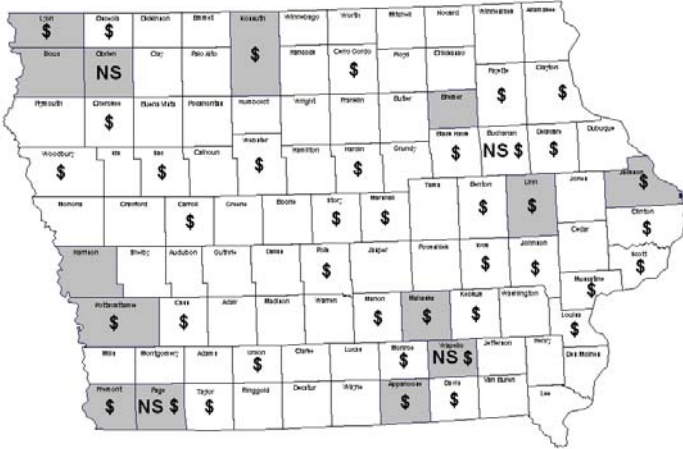 Lyon Osceola Dickinson Emmet Kossuth Winnebago Worth Mitchell Howard Winneshiek Allamakee
$ $ $
Sioux Obrien Clay Palo Alto Hancock Cerro Gordo Floyd Chickasaw
NS $
Fayette Clayton
$ $
Plymouth Cherokee Buena Vista Pocahontas Humboldt Wright Franklin Butler Bremer
$
Woodbury Ida Sac Calhoun Webster Hamilton Hardin Grundy Black Hawk Buchanan Delaware Dubuque
$ $ $ $ $ NS $ $
Monona Crawford Carroll Greene Boone Story Marshall Tama Benton Linn Jones Jackson
$ $ $ $ $ $
Clinton
$
Cedar
Harrison Shelby Audubon Guthrie Dallas Polk Jasper Poweshiek Iowa Johnson Scott
$ $ $ $
Muscatine
$
Pottawattamie Cass Adair Madison Warren Marion Mahaska Keokuk Washington
$ $ $ $ $
Louisa
$
Mills Montgomery Adams Union Clarke Lucas Monroe Wapello Jefferson Henry Des Moines
$ $ NS $
Fremont Page Taylor Ringgold Decatur Wayne Appanoose Davis Van Buren Lee
$ NS $ $ $ $